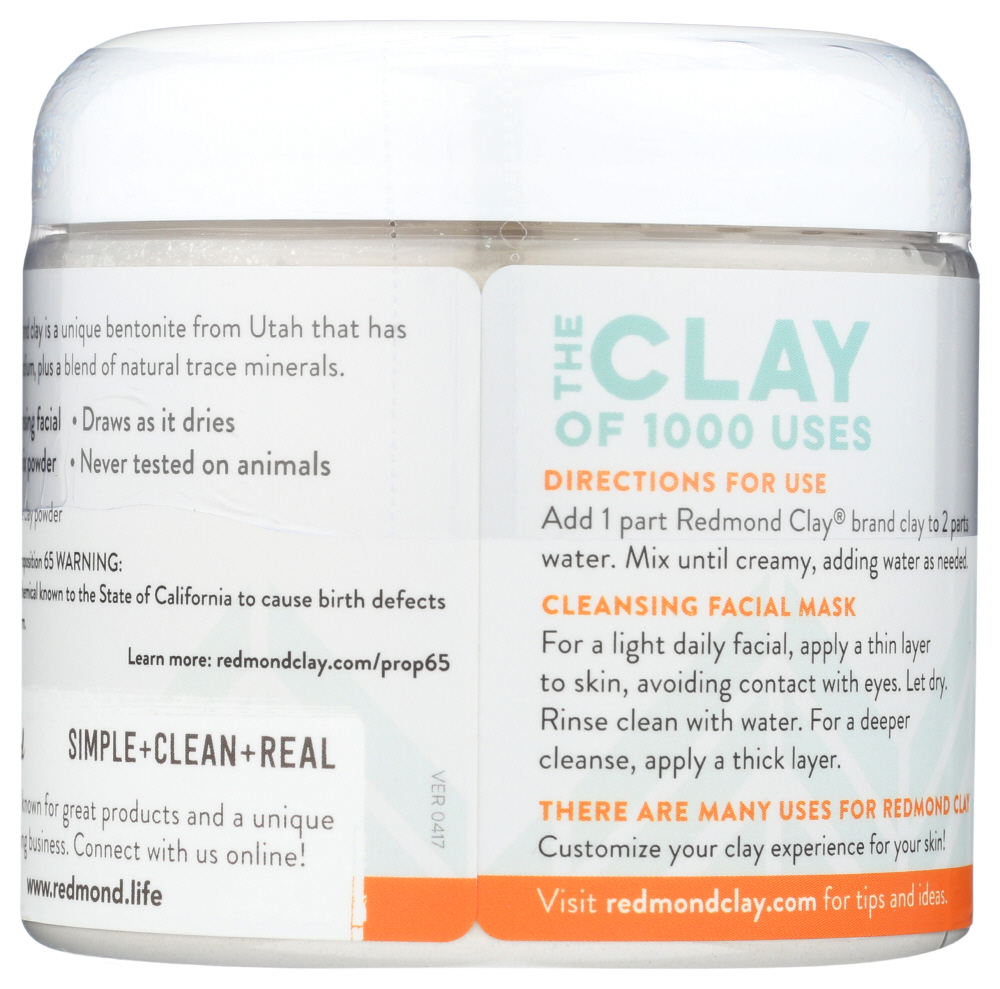 clay is a unique bentonite from Utah that has
plus a blend of natural trace minerals.
facial • Draws as it dries
powder • Never tested on animals
clay powder
65 WARNING:
known to the State of California to cause birth defects
Learn more: redmondclay.com/prop65
SIMPLE+CLEAN+REAL
known for great products and a unique
business. Connect with us online!
www.redmond.life
VER 0417
THE CLAY
OF 1000 USES
DIRECTIONS FOR USE
Add 1 part Redmond Clay® brand clay to 2 parts
water. Mix until creamy, adding water as needed.
CLEANSING FACIAL MASK
For a light daily facial, apply a thin layer
to skin, avoiding contact with eyes. Let dry.
Rinse clean with water. For a deeper
cleanse, apply a thick layer.
THERE ARE MANY USES FOR REDMOND CLAY
Customize your clay experience for your skin!
Visit redmondclay.com for tips and ideas.